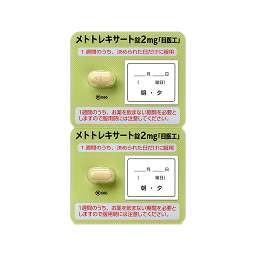 メトトレキサート錠2mg「日医工」
1週間のうち、決められた日だけに服用
月 日
( 曜日)
朝・夕
1週間のうち、お薬を飲まない期間を必要と
しますので服用間には注意してください。
メトトレキサート錠2mg「日医工」
1週間のうち、決められた日だけに服用
月 日
( 曜日)
朝・夕
1週間のうち、お薬を飲まない期間を必要と
しますので服用間には注意してください。